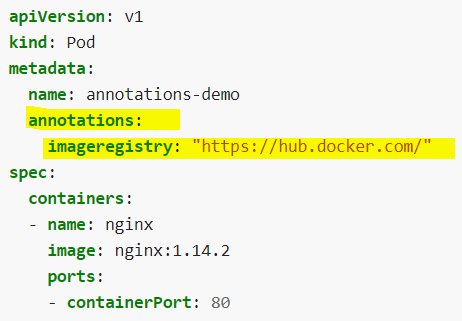 apiVersion: v1
kind: Pod
metadata:
  name: annotations-demo
  annotations:
    imageregistry: "https://hub.docker.com/"
spec:
  containers:
  - name: nginx
    image: nginx:1.14.2
    ports:
    - containerPort: 80